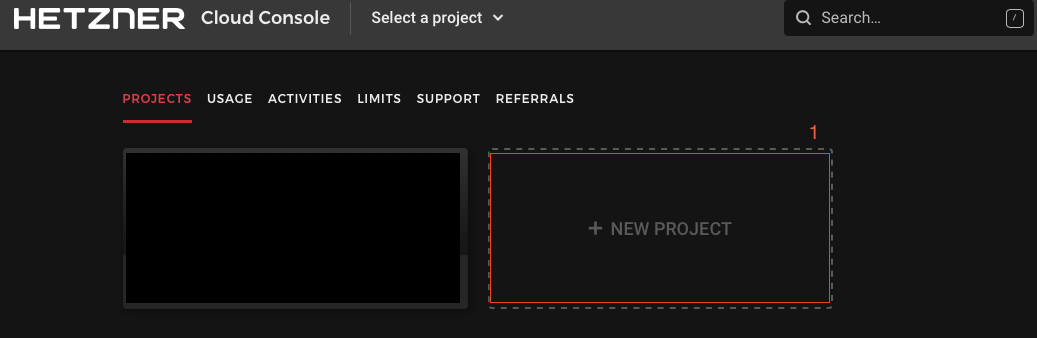 HETZNER Cloud Console Select a project Search... /
PROJECTS USAGE ACTIVITIES LIMITS SUPPORT REFERRALS
1
+ NEW PROJECT